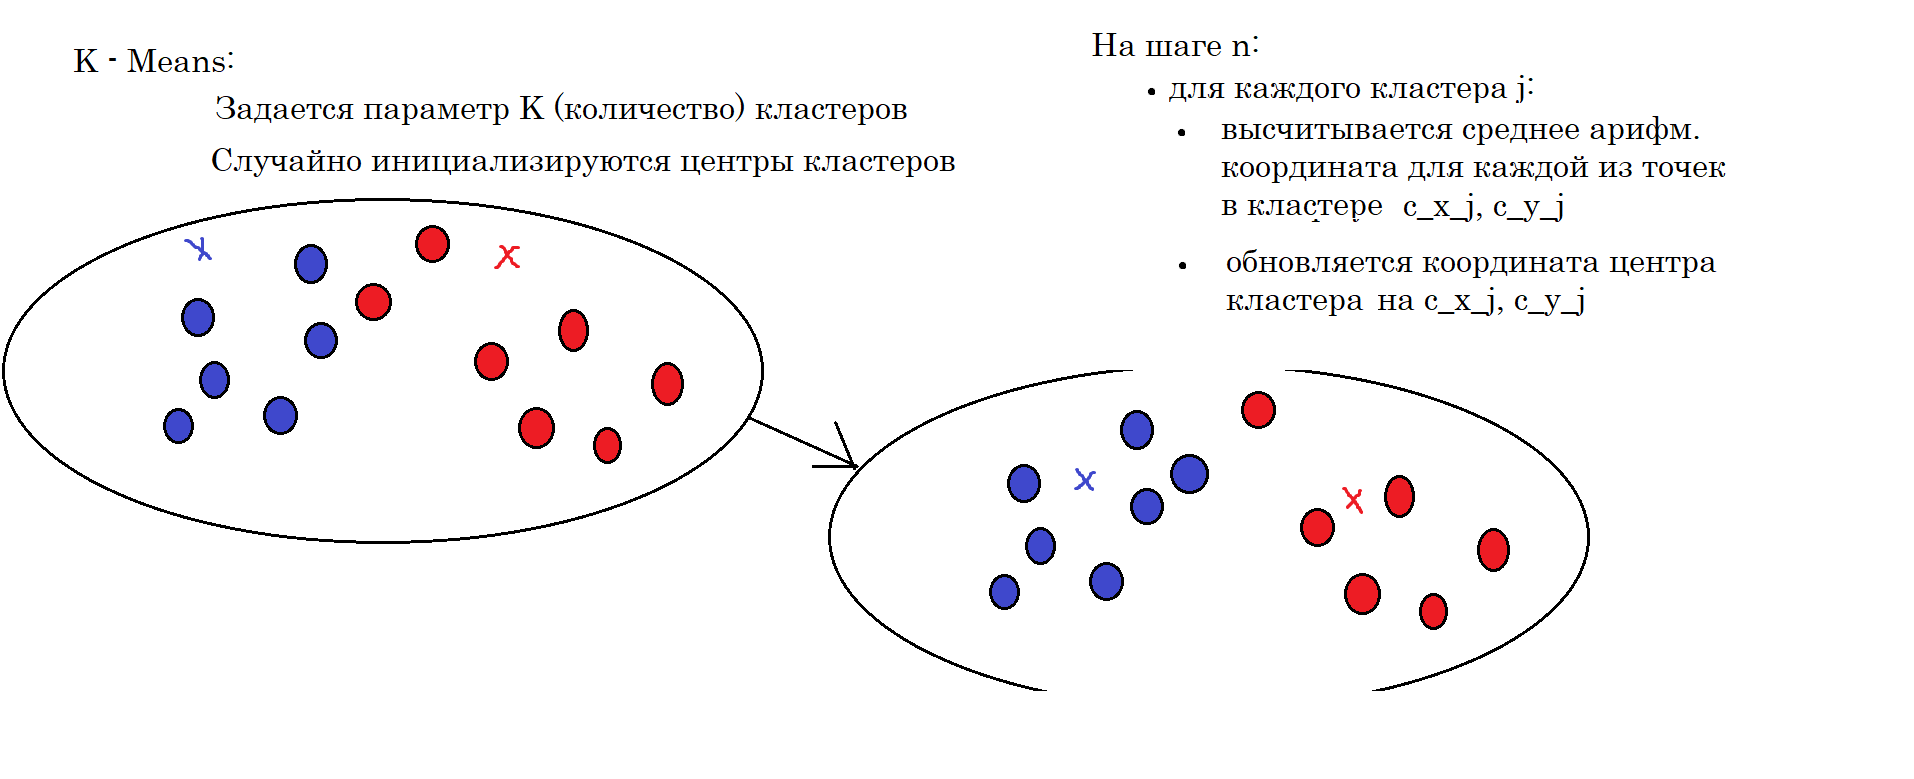 K - Means:
Задается параметр K (количество) кластеров
Случайно инициализируются центры кластеров
На шаге n:
• для каждого кластера j:
• высчитывается среднее арифм.
координата для каждой из точек
в кластере c_x_j, c_y_j
• обновляется координата центра
кластера на c_x_j, c_y_j